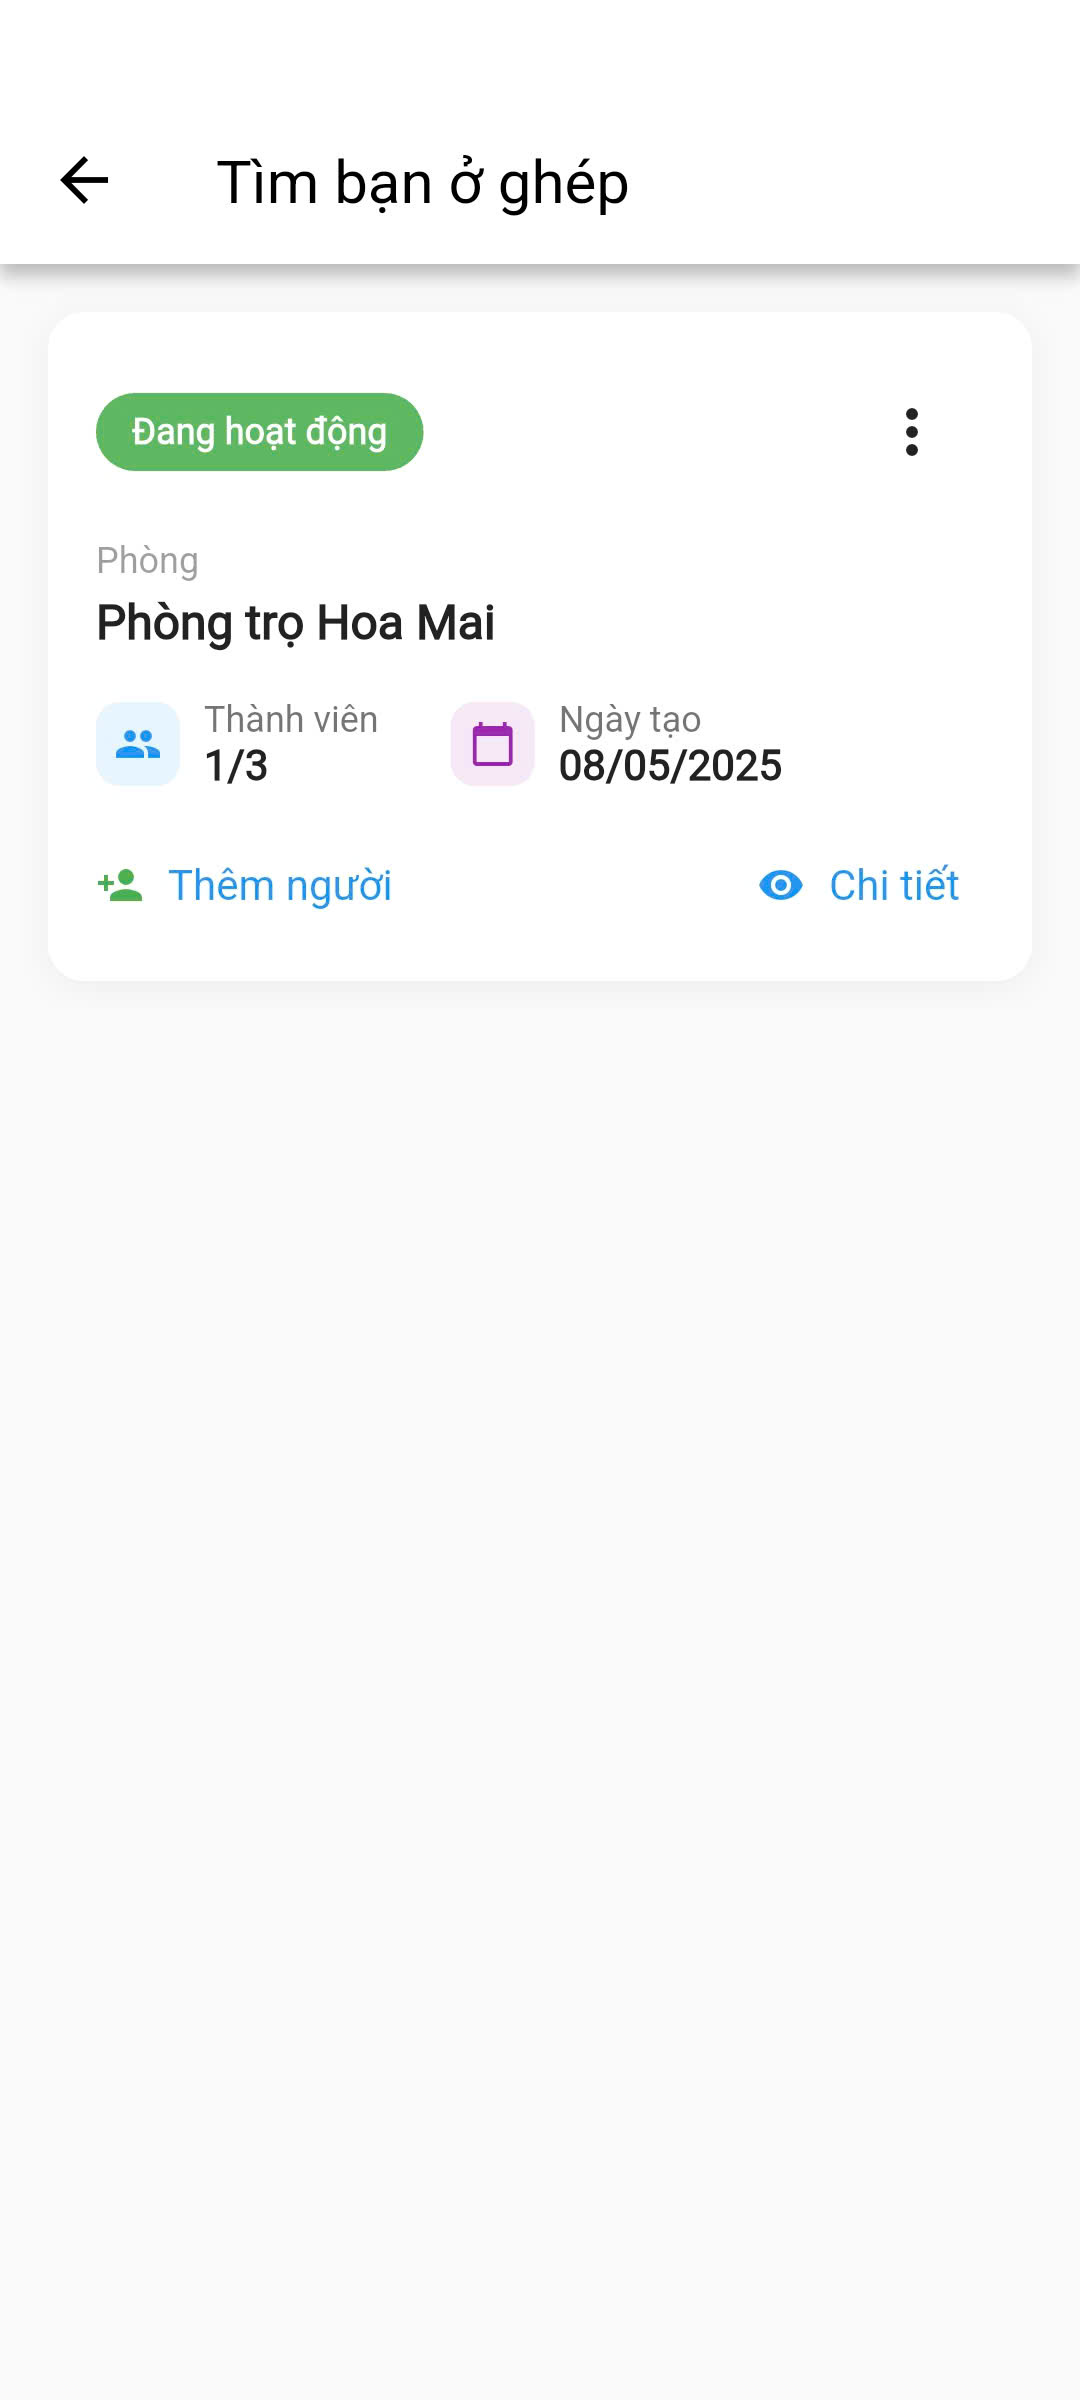 Tìm bạn ở ghép
Đang hoạt động
Phòng
Phòng trọ Hoa Mai
Thành viên
1/3
Ngày tạo
08/05/2025
Thêm người
Chi tiết